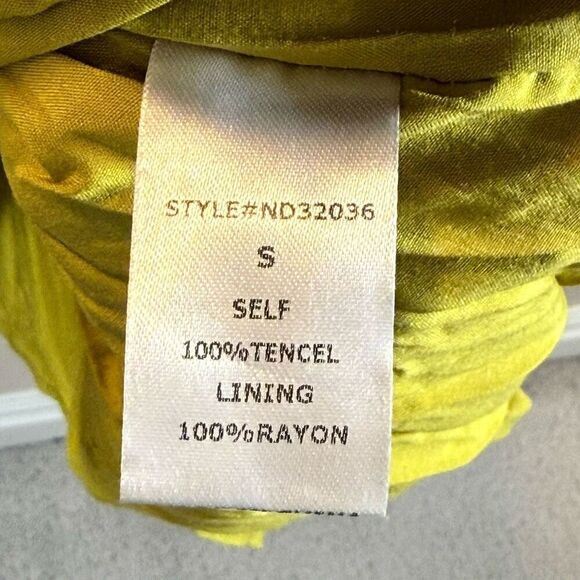 STYLE#ND32036
S
SELF
100%TENCEL
LINING
100%RAYON